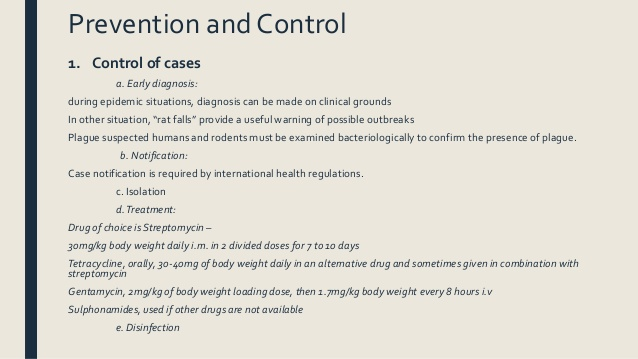 Prevention and Control
1. Control of cases
a. Early diagnosis:
during epidemic situations, diagnosis can be made on clinical grounds
In other situation, "rat falls" provide a useful warning of possible outbreaks
Plague suspected humans and rodents must be examined bacteriologically to confirm the presence of plague.
b. Notification:
Case notification is required by international health regulations.
c. Isolation
d. Treatment:
Drug of choice is Streptomycin –
30mg/kg body weight daily i.m. in 2 divided doses for 7 to 10 days
Tetracycline, orally, 30-40mg of body weight daily in an alternative drug and sometimes given in combination with
streptomycin
Gentamycin, 2mg/kg of body weight loading dose, then 1.7mg/kg body weight every 8 hours i.v
Sulphonamides, used if other drugs are not available
e. Disinfection